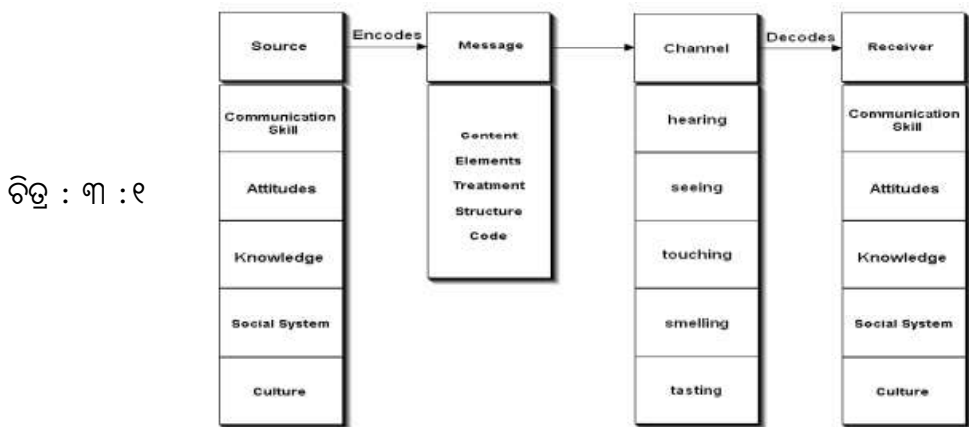 Source
Encodes
Message
Channel
Decodes
Receiver
Communication
Skill
Attitudes
Knowledge
Social System
Culture
Content
Elements
Treatment
Structure
Code
hearing
seeing
touching
smelling
tasting
Communication
Skill
Attitudes
Knowledge
Social System
Culture
ଚିତ୍ର : ୩ :୧